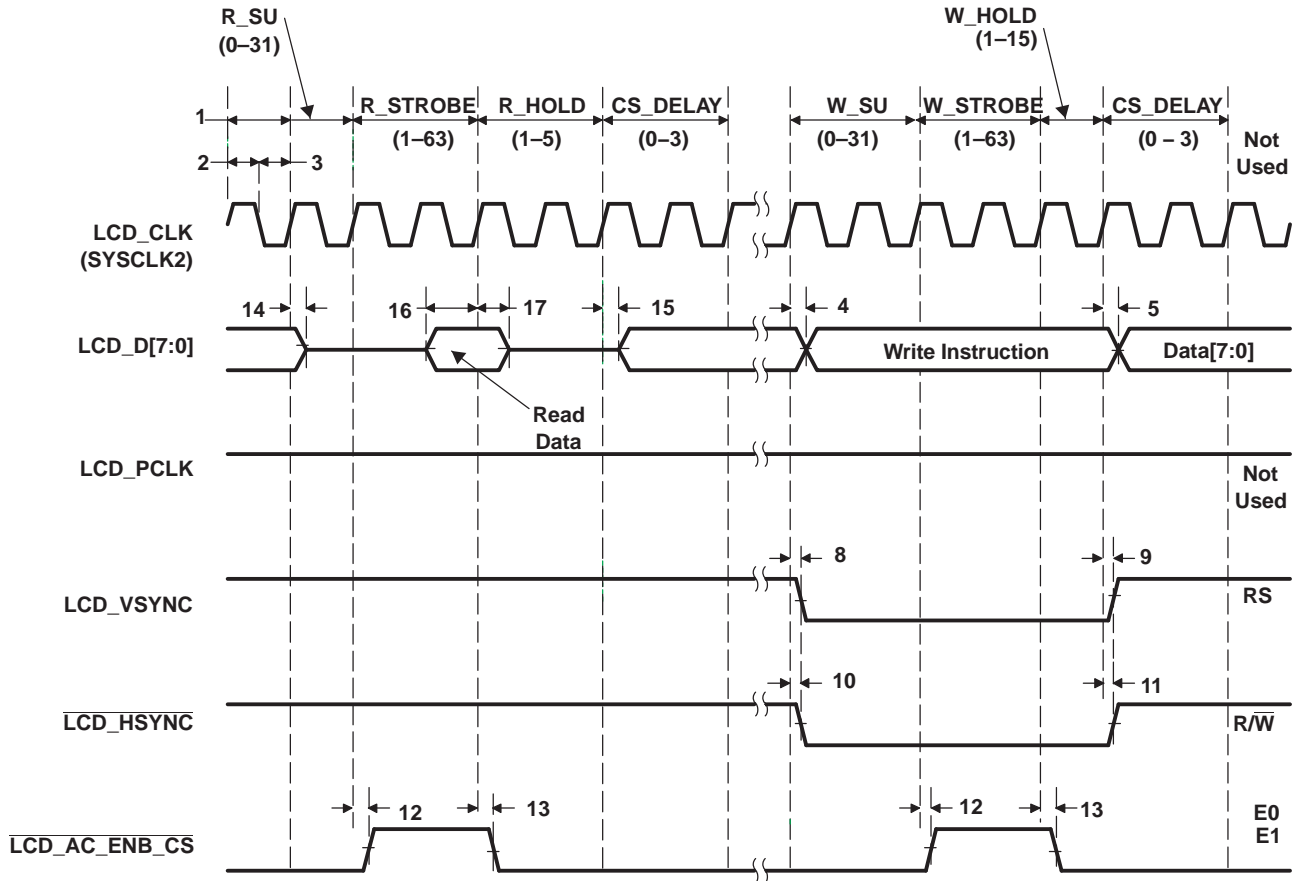 R_SU
(0–31)
W_HOLD
(1–15)
R_STROBE
(1–63)
R_HOLD
(1–5)
CS_DELAY
(0–3)
W_SU
(0–31)
W_STROBE
(1–63)
CS_DELAY
(0 – 3)
Not
Used
1
2
3
LCD_CLK
(SYSCLK2)
14
16
17
15
4
5
LCD_D[7:0]
Write Instruction
Data[7:0]
Read
Data
LCD_PCLK
Not
Used
8
9
LCD_VSYNC
RS
10
11
LCD_HSYNC
R/W
12
13
12
13
E0
E1
LCD_AC_ENB_CS